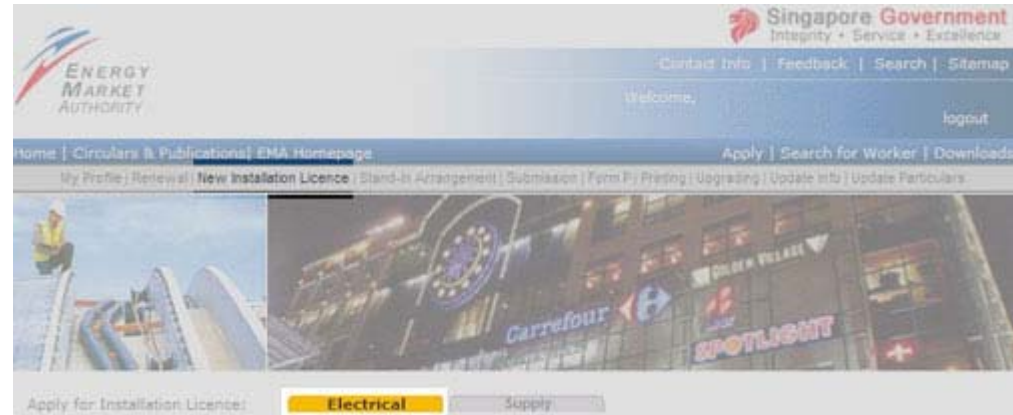 Singapore Government
Integrity • Service • Excellence
ENERGY
MARKET
AUTHORITY
Contact Info | Feedback | Search | Sitemap
Welcome,
logout
Home | Circulars & Publications| EMA Homepage
Apply | Search for Worker | Downloads
My Profile | Renewal | New Installation Licence | Stand-in Arrangement | Submission | Form P | Printing | Upgrading | Update Info | Update Particulars
GOLDEN VILLAGE
Carrefour
SPOTLIGHT
Apply for Installation Licence:
Electrical
Supply